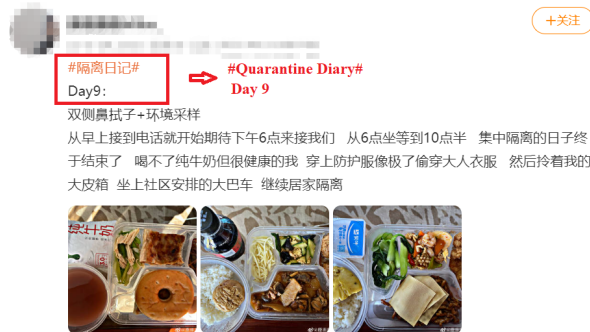 +关注
#隔离日记#
#Quarantine Diary#
Day9：
Day 9
双侧鼻拭子+环境采样
从早上接到电话就开始期待下午6点来接我们 从6点坐等到10点半 集中隔离的日子终
于结束了 喝不了纯牛奶但很健康的我 穿上防护服像极了偷穿大人衣服 然后拎着我的
大皮箱 坐上社区安排的大巴车 继续居家隔离
纯牛奶